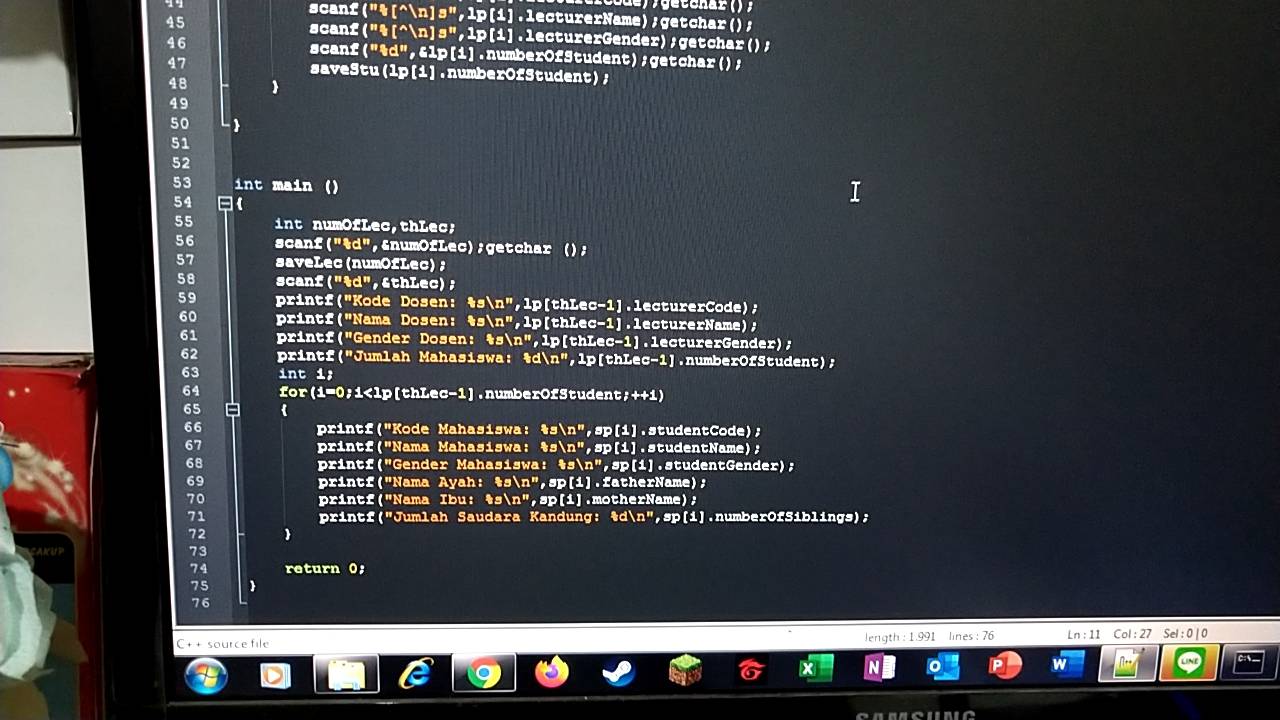 44
scanf("%[^\n]s",lp[i].lecturerName);getchar();
45
scanf("%[^\n]s",lp[i].lecturerGender);getchar();
46
scanf("%d",&lp[i].numberOfStudent);getchar();
47
saveStu(lp[i].numberOfStudent);
48 }
49
50 }
51
52
53 int main ()
54 {
55 int numOfLec,thLec;
56 scanf("%d",&numOfLec);getchar ();
57 saveLec(numOfLec);
58 scanf("%d",&thLec);
59 printf("Kode Dosen: %s\n",lp[thLec-1].lecturerCode);
60 printf("Nama Dosen: %s\n",lp[thLec-1].lecturerName);
61 printf("Gender Dosen: %s\n",lp[thLec-1].lecturerGender);
62 printf("Jumlah Mahasiswa: %d\n",lp[thLec-1].numberOfStudent);
63 int i;
64 for(i=0;i<lp[thLec-1].numberOfStudent;++i)
65 {
66 printf("Kode Mahasiswa: %s\n",sp[i].studentCode);
67 printf("Nama Mahasiswa: %s\n",sp[i].studentName);
68 printf("Gender Mahasiswa: %s\n",sp[i].studentGender);
69 printf("Nama Ayah: %s\n",sp[i].fatherName);
70 printf("Nama Ibu: %s\n",sp[i].motherName);
71 printf("Jumlah Saudara Kandung: %d\n",sp[i].numberOfSiblings);
72 }
73
74 return 0;
75 }
76
C++ source file length : 1.991 lines : 76 Ln : 11 Col : 27 Sel : 0 | 0
LINE
SAMSUNG